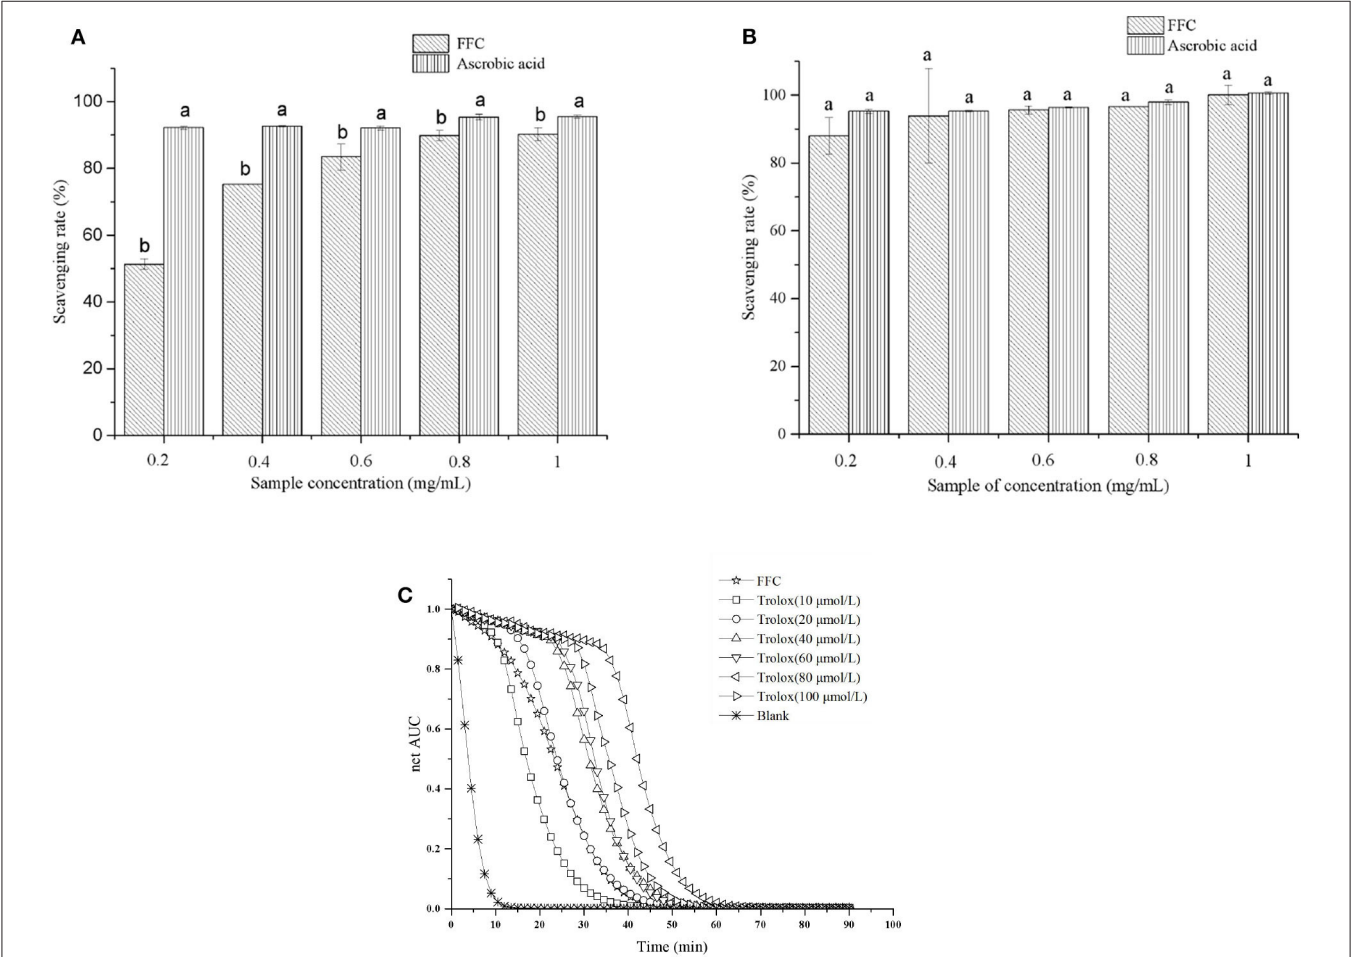 A
FFC
Ascrobic acid
a a a a a
b b b b b
100
80
60
40
20
0
Scavenging rate (%)
0.2 0.4 0.6 0.8 1
Sample concentration (mg/mL)
B
FFC
Ascrobic acid
a a a a a a a a a a
100
80
60
40
20
0
Scavenging rate (%)
0.2 0.4 0.6 0.8 1
Sample of concentration (mg/mL)
C
FFC
Trolox(10 μmol/L)
Trolox(20 μmol/L)
Trolox(40 μmol/L)
Trolox(60 μmol/L)
Trolox(80 μmol/L)
Trolox(100 μmol/L)
Blank
1.0
0.8
0.6
0.4
0.2
0.0
net AUC
0 10 20 30 40 50 60 70 80 90 100
Time (min)